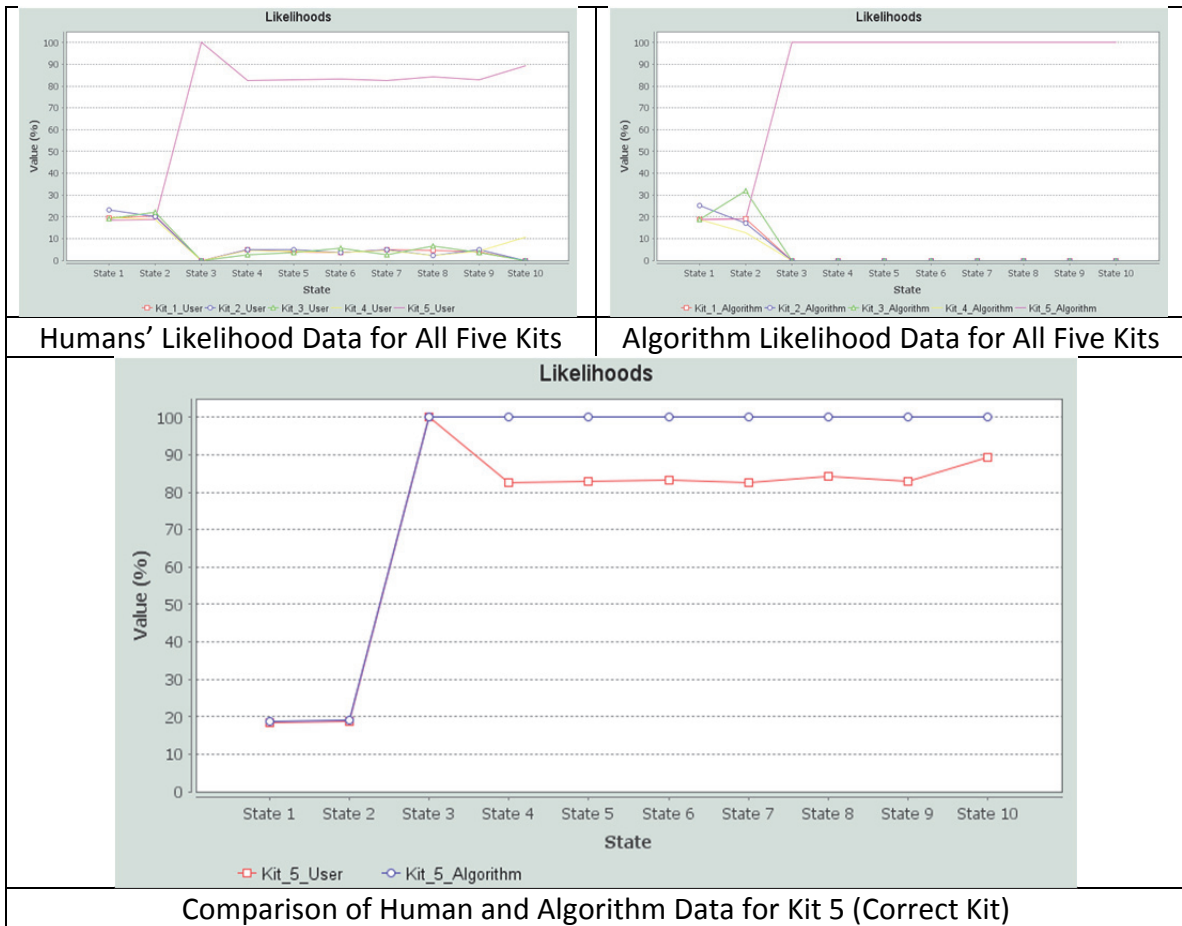 Likelihoods
100
90
80
70
60
50
40
30
20
10
0
Value (%)
State 1 State 2 State 3 State 4 State 5 State 6 State 7 State 8 State 9 State 10
State
Kit_1_User Kit_2_User Kit_3_User Kit_4_User Kit_5_User
Humans’ Likelihood Data for All Five Kits
Likelihoods
100
90
80
70
60
50
40
30
20
10
0
Value (%)
State 1 State 2 State 3 State 4 State 5 State 6 State 7 State 8 State 9 State 10
State
Kit_1_Algorithm Kit_2_Algorithm Kit_3_Algorithm Kit_4_Algorithm Kit_5_Algorithm
Algorithm Likelihood Data for All Five Kits
Likelihoods
100
90
80
70
60
50
40
30
20
10
0
Value (%)
State 1 State 2 State 3 State 4 State 5 State 6 State 7 State 8 State 9 State 10
State
Kit_5_User Kit_5_Algorithm
Comparison of Human and Algorithm Data for Kit 5 (Correct Kit)